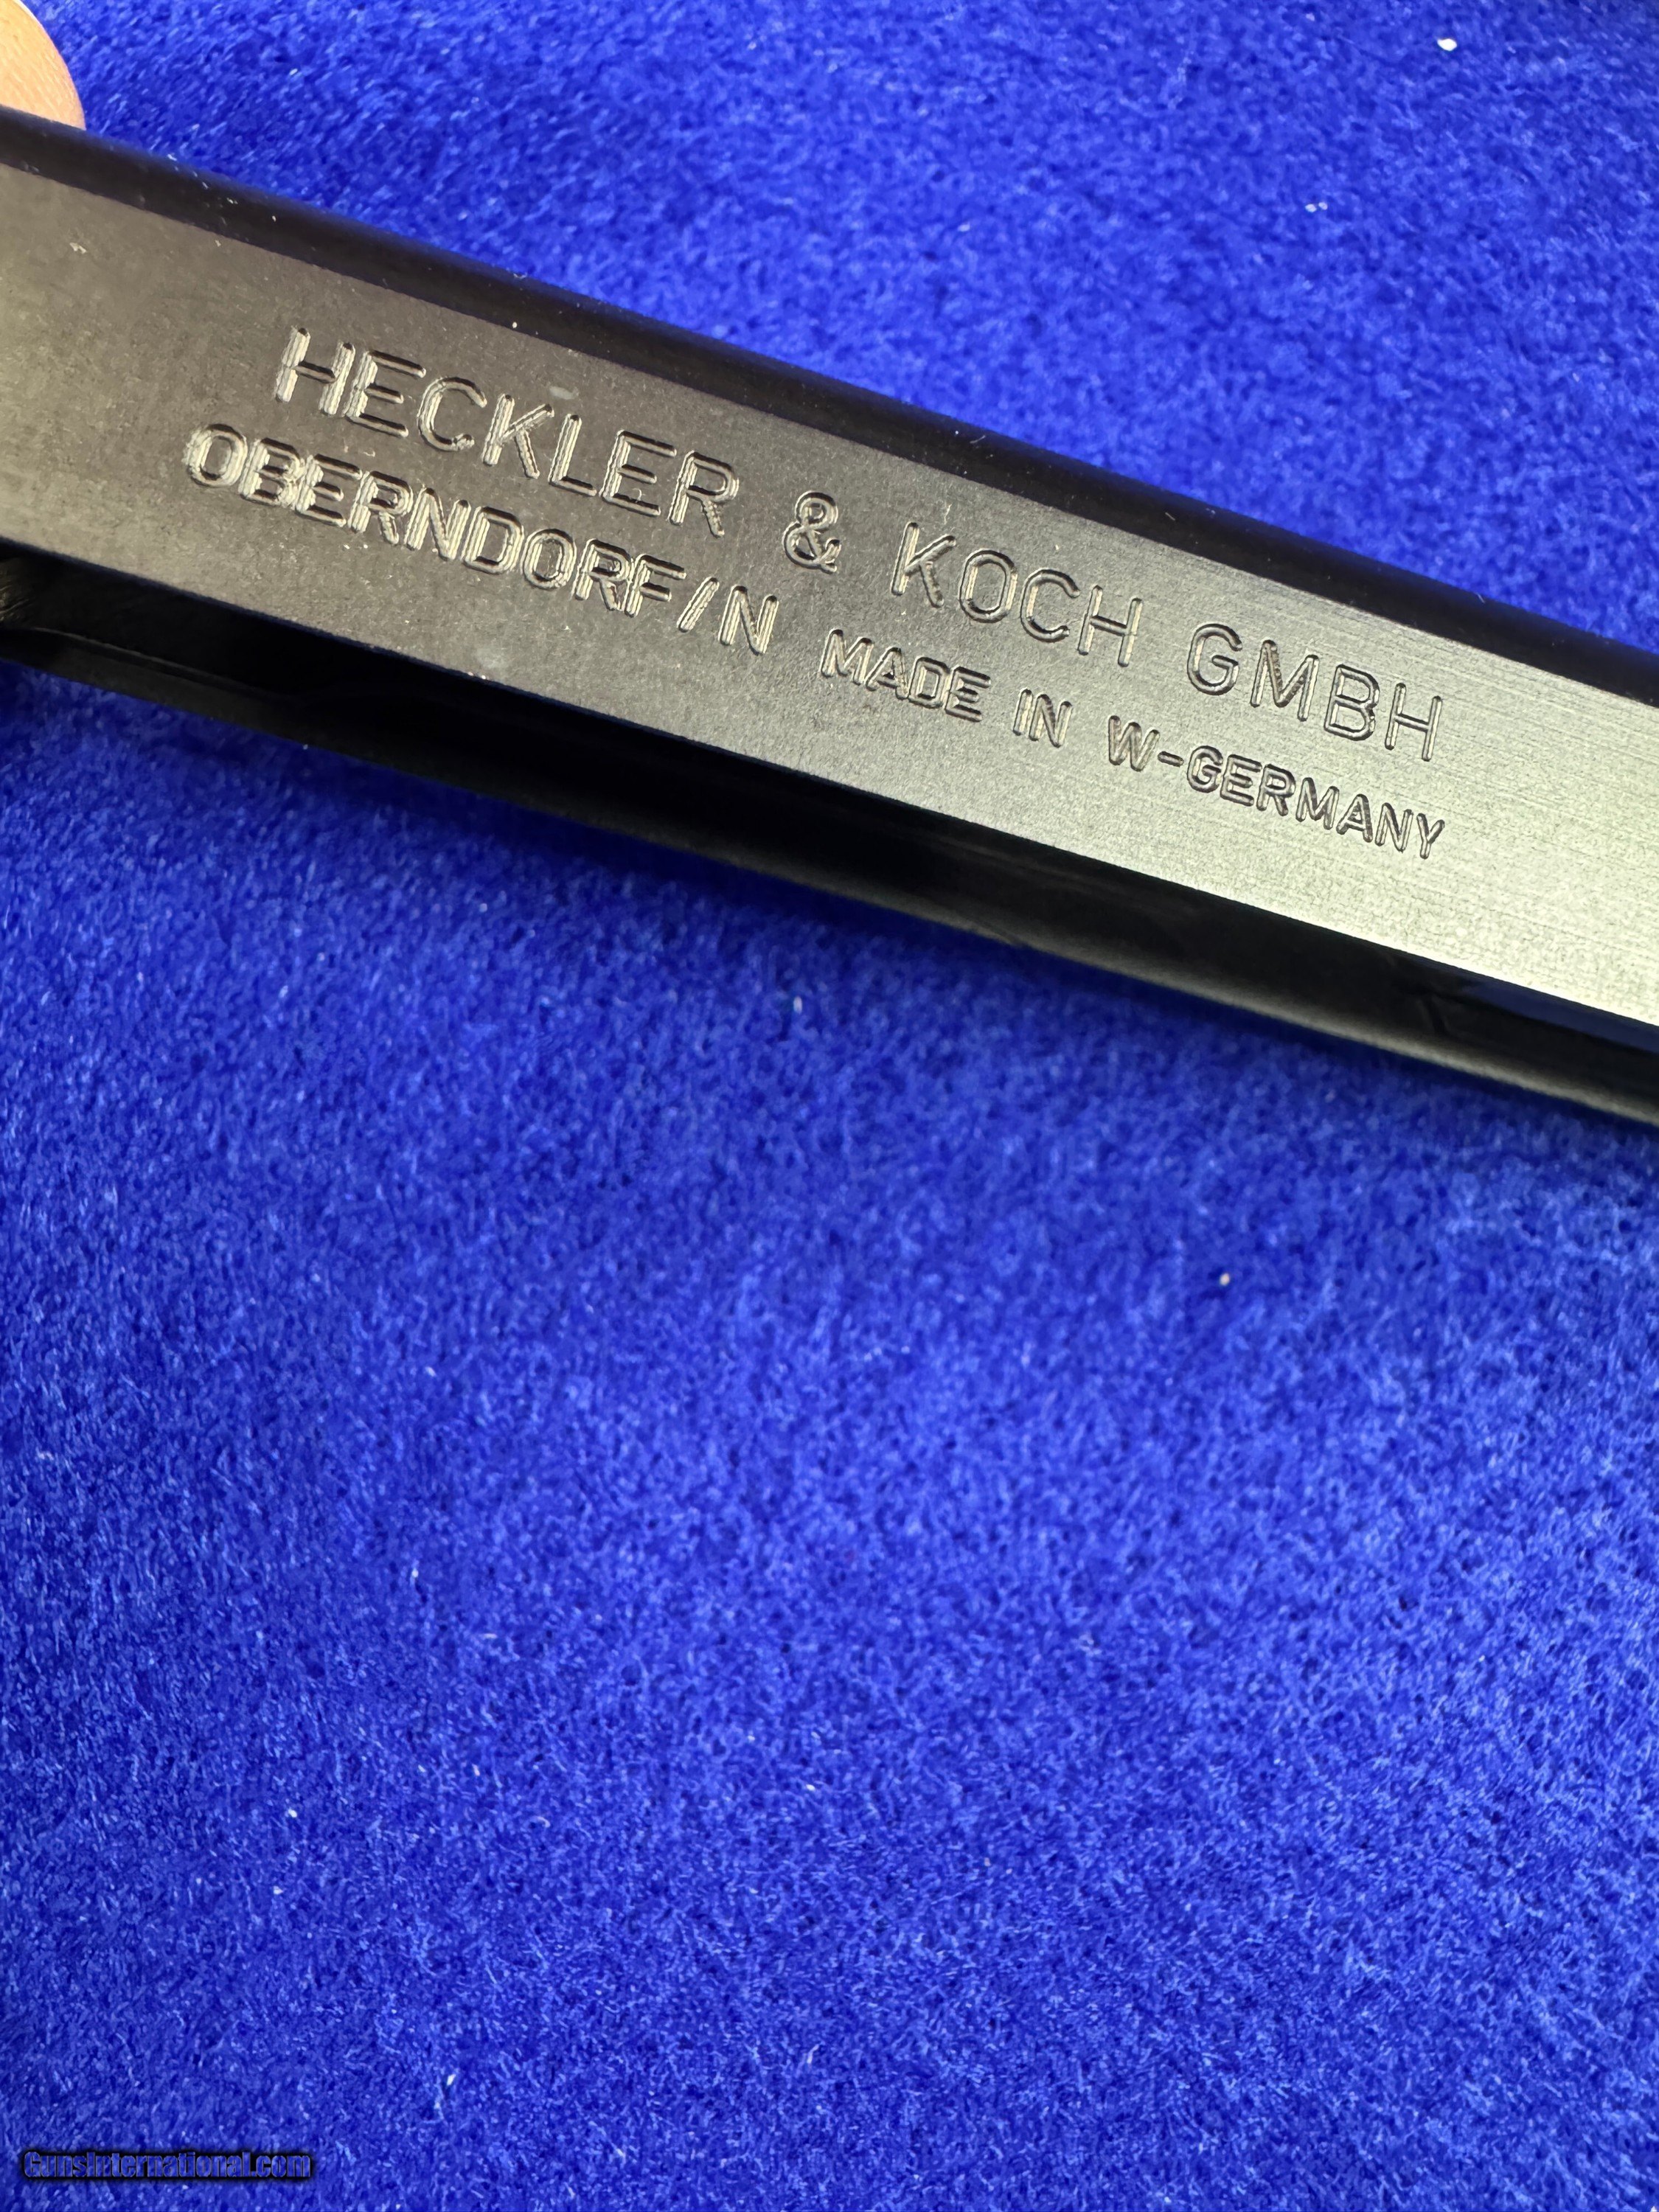 HECKLER & KOCH GMBH
OBERNDORF/N MADE IN W-GERMANY
GunsInternational.com